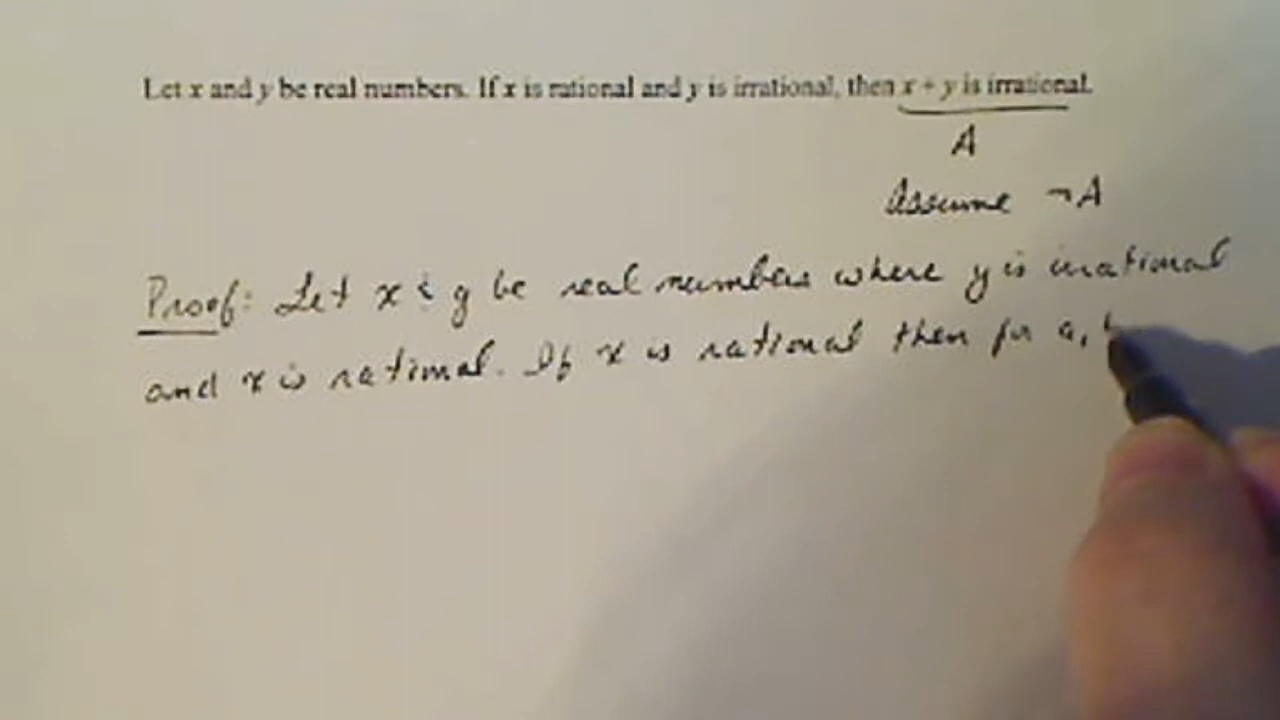 Let x and y be real numbers. If x is rational and y is irrational, then x + y is irrational.
A
Assume ¬A
Proof: Let x & y be real numbers where y is irrational
and x is rational. If x is rational then for a,